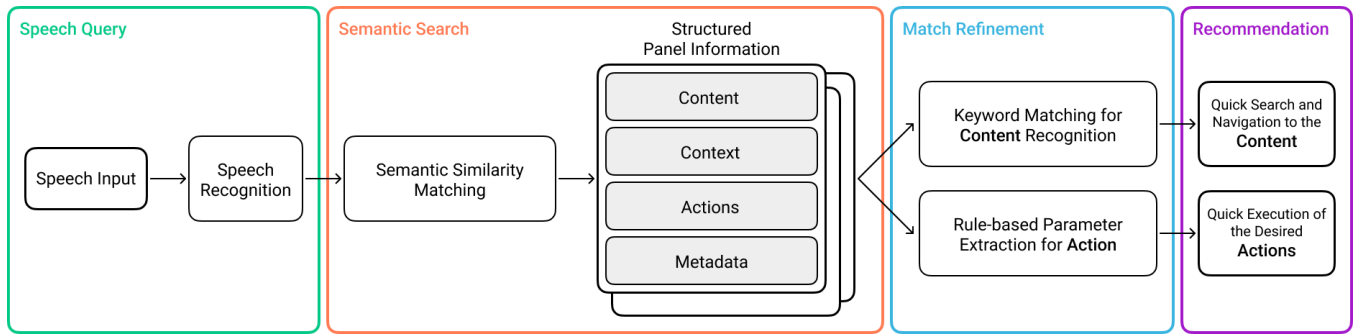 Speech Query
Speech Input
Speech
Recognition
Semantic Search
Semantic Similarity
Matching
Structured
Panel Information
Content
Context
Actions
Metadata
Match Refinement
Keyword Matching for
Content Recognition
Rule-based Parameter
Extraction for Action
Recommendation
Quick Search and
Navigation to the
Content
Quick Execution of
the Desired
Actions